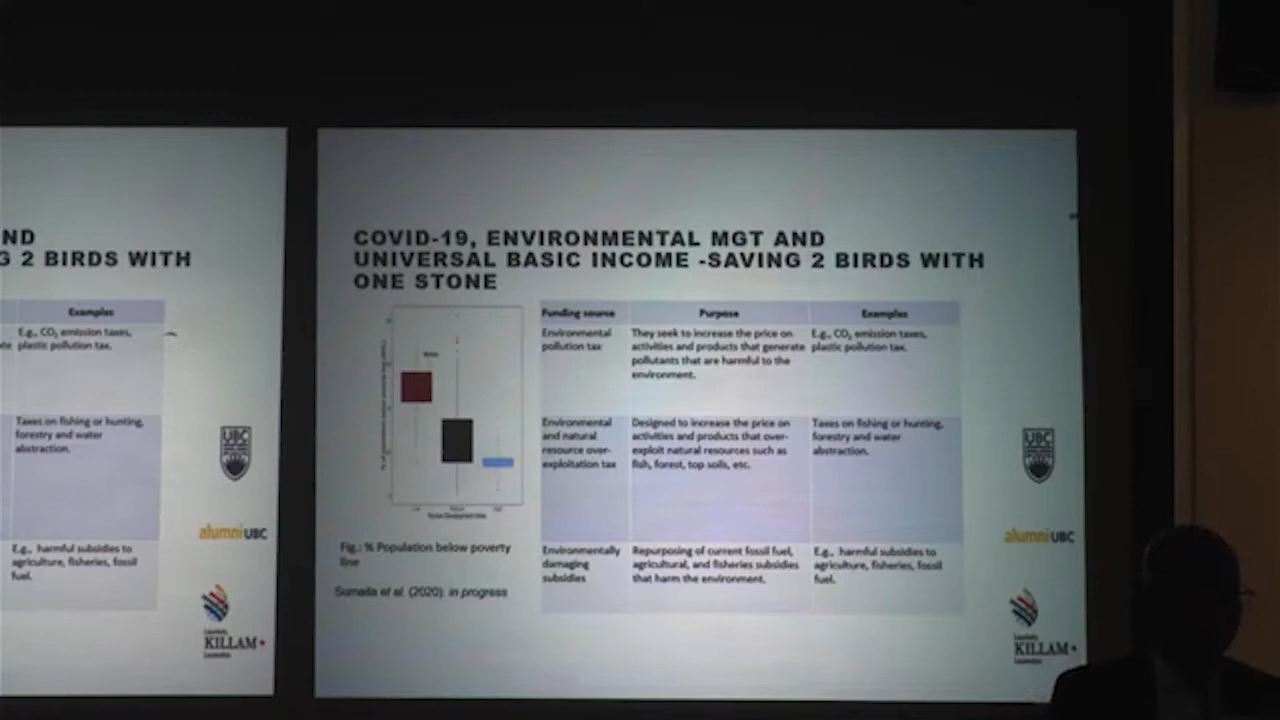 ND
G 2 BIRDS WITH
Examples
E.g., CO₂ emission taxes,
plastic pollution tax.
Taxes on fishing or hunting,
forestry and water
abstraction.
E.g., harmful subsidies to
agriculture, fisheries, fossil
fuel.
UBC
alumni UBC
KILLAM
COVID-19, ENVIRONMENTAL MGT AND
UNIVERSAL BASIC INCOME -SAVING 2 BIRDS WITH
ONE STONE
Human Development Index
Fig.: % Population below poverty
line
Sumaila et al. (2020): in progress
Funding source
Purpose
Examples
Environmental
pollution tax
They seek to increase the price on
activities and products that generate
pollutants that are harmful to the
environment.
E.g., CO₂ emission taxes,
plastic pollution tax.
Environmental
and natural
resource over-
exploitation tax
Designed to increase the price on
activities and products that over-
exploit natural resources such as
fish, forest, top soils, etc.
Taxes on fishing or hunting,
forestry and water
abstraction.
Environmentally
damaging
subsidies
Repurposing of current fossil fuel,
agricultural, and fisheries subsidies
that harm the environment.
E.g., harmful subsidies to
agriculture, fisheries, fossil
fuel.
UBC
alumni UBC
KILLAM